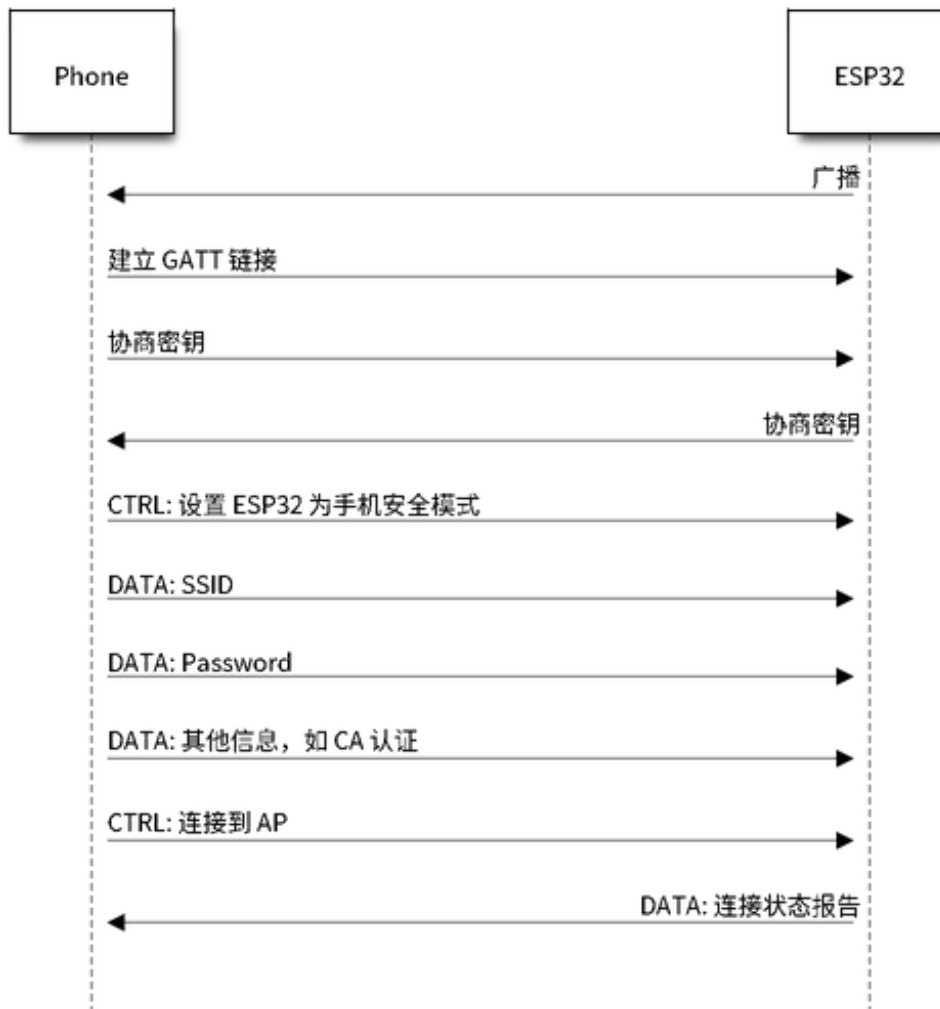 Phone
ESP32
广播
建立 GATT 链接
协商密钥
协商密钥
CTRL: 设置 ESP32 为手机安全模式
DATA: SSID
DATA: Password
DATA: 其他信息，如 CA 认证
CTRL: 连接到 AP
DATA: 连接状态报告